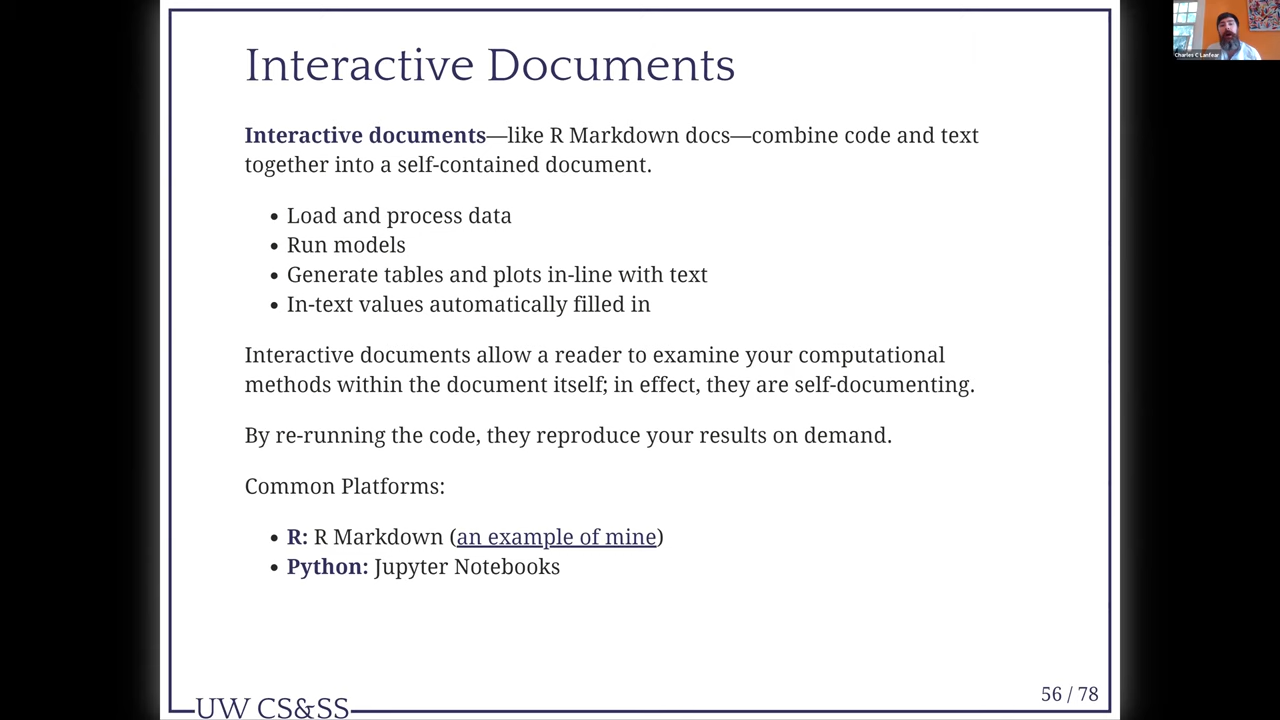 Interactive Documents
Interactive documents—like R Markdown docs—combine code and text
together into a self-contained document.
• Load and process data
• Run models
• Generate tables and plots in-line with text
• In-text values automatically filled in
Interactive documents allow a reader to examine your computational
methods within the document itself; in effect, they are self-documenting.
By re-running the code, they reproduce your results on demand.
Common Platforms:
• R: R Markdown (an example of mine)
• Python: Jupyter Notebooks
UW CS&SS
56 / 78
Charles C Lanfear